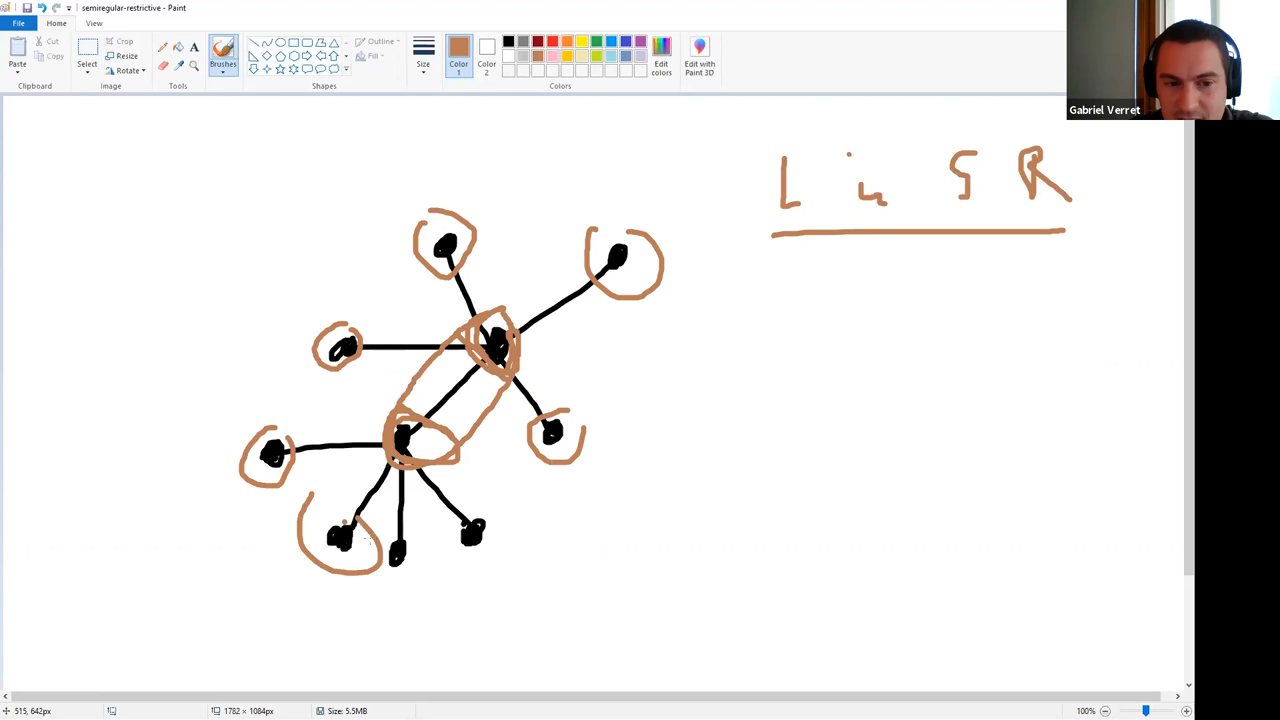 semiregular-restrictive - Paint
File Home View
Paste
Cut
Copy
Clipboard
Select
Crop
Resize
Rotate
Image
A
Tools
Brushes
Outline
Fill
Shapes
Size
Color 1
Color 2
Edit colors
Colors
Edit with Paint 3D
Gabriel Verret
L in S R
515, 642px
1782 × 1084px
Size: 5.5MB
100%